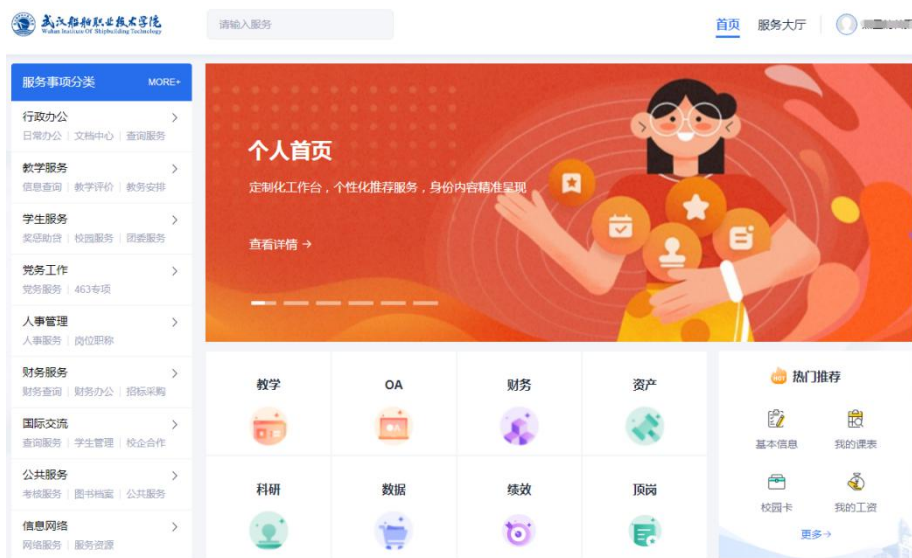 武汉船舶职业技术学院
Wuhan Institute Of Shipbuilding Technology
请输入服务
首页 服务大厅
服务事项分类 MORE+
行政办公
日常办公 | 文档中心 | 查询服务
教学服务
信息查询 | 教学评价 | 教务安排
学生服务
奖惩助贷 | 校园服务 | 团委服务
党务工作
党务服务 | 463专项
人事管理
人事服务 | 岗位职称
财务服务
财务查询 | 财务办公 | 招标采购
国际交流
查询服务 | 学生管理 | 校企合作
公共服务
考核服务 | 图书档案 | 公共服务
信息网络
网络服务 | 服务资源
个人首页
定制化工作台，个性化推荐服务，身份内容精准呈现
查看详情 →
教学 OA 财务 资产
OA
科研 数据 绩效 顶岗
HOT 热门推荐
基本信息 我的课表
校园卡 我的工资
更多→